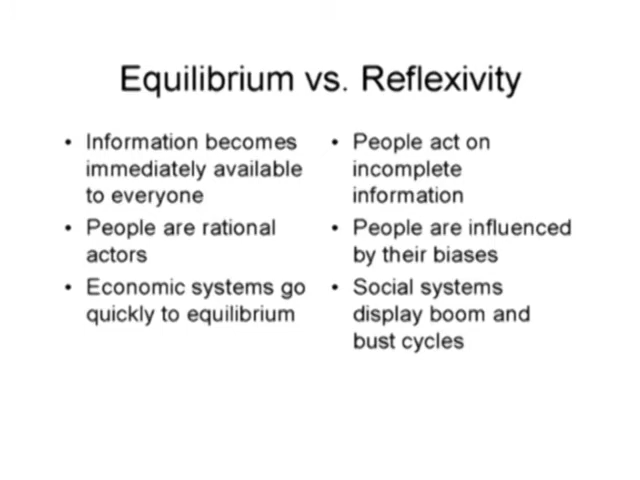 Equilibrium vs. Reflexivity
• Information becomes
immediately available
to everyone
• People are rational
actors
• Economic systems go
quickly to equilibrium
• People act on
incomplete
information
• People are influenced
by their biases
• Social systems
display boom and
bust cycles